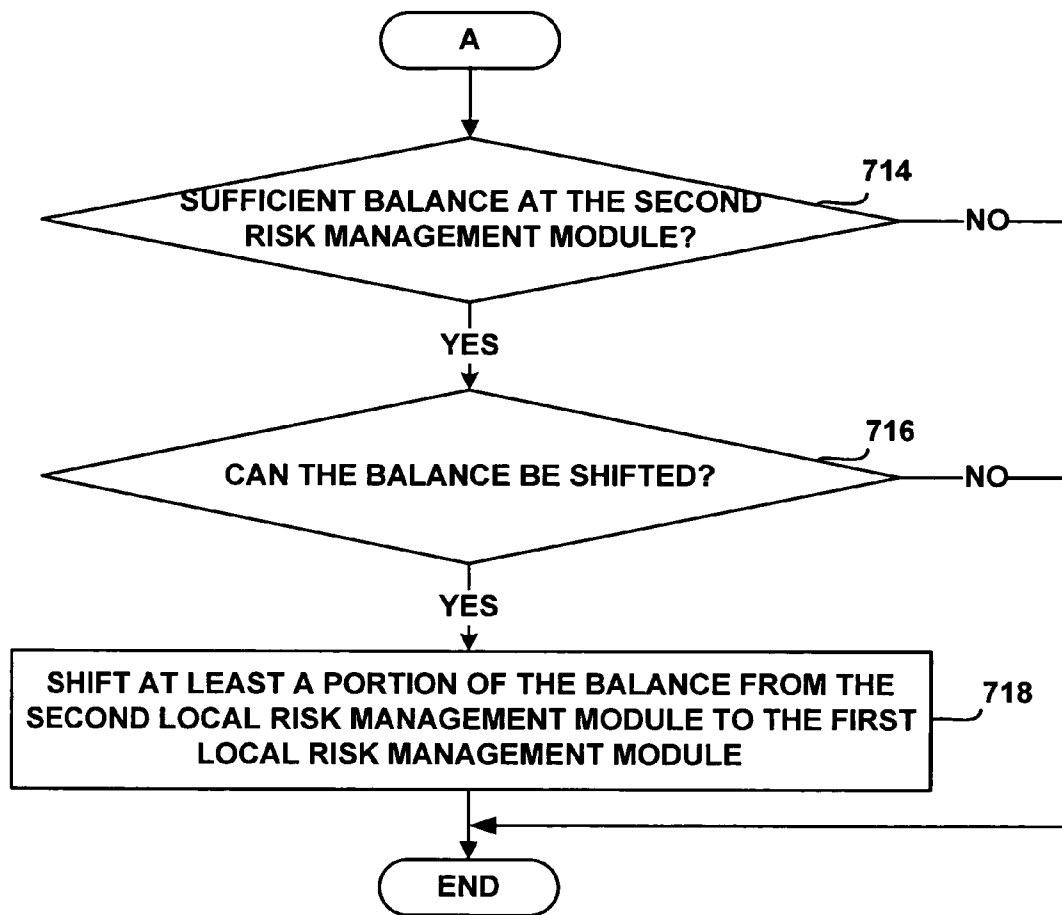 A
714
SUFFICIENT BALANCE AT THE SECOND
RISK MANAGEMENT MODULE?
NO
YES
716
CAN THE BALANCE BE SHIFTED?
NO
YES
SHIFT AT LEAST A PORTION OF THE BALANCE FROM THE
SECOND LOCAL RISK MANAGEMENT MODULE TO THE FIRST
LOCAL RISK MANAGEMENT MODULE
718
END